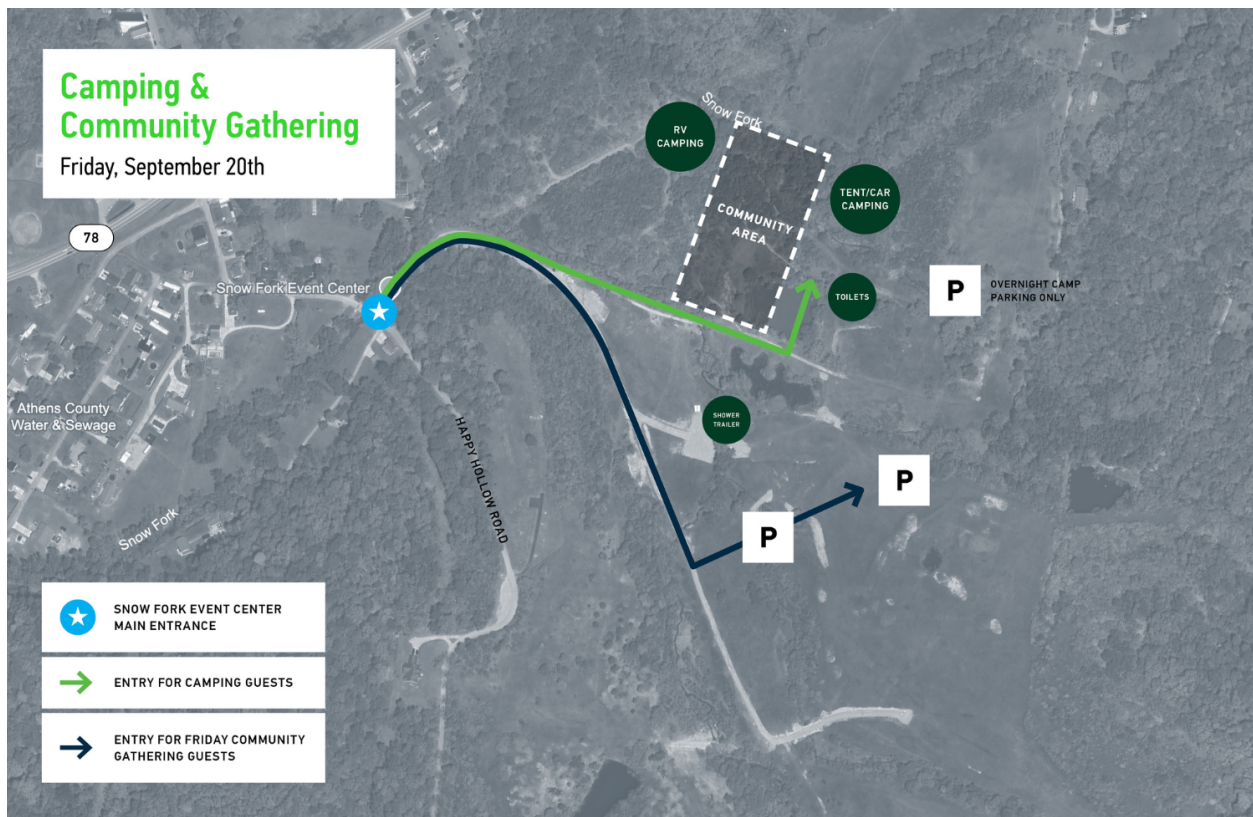 Camping &
Community Gathering
Friday, September 20th
78
Snow Fork Event Center
Athens County
Water & Sewage
Snow Fork
HAPPY HOLLOW ROAD
Snow Fork
RV
CAMPING
COMMUNITY
AREA
TENT/CAR
CAMPING
TOILETS
P
OVERNIGHT CAMP
PARKING ONLY
SHOWER
TRAILER
P
P
SNOW FORK EVENT CENTER
MAIN ENTRANCE
ENTRY FOR CAMPING GUESTS
ENTRY FOR FRIDAY COMMUNITY
GATHERING GUESTS